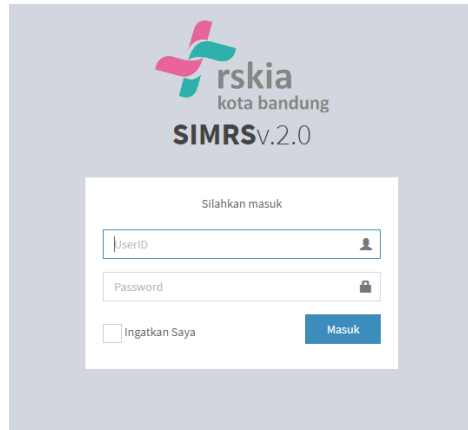 rskia
kota bandung
SIMRSv.2.0
Silahkan masuk
UserID
Password
Ingatkan Saya
Masuk